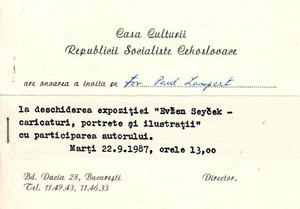 Casa Culturii
Republicii Socialiste Cehoslovace
are onoarea a invita pe tov. Paul Lampert
la deschiderea expoziției "Evžen Seyček -
caricaturi, portrete și ilustrații"
cu participarea autorului.
Marți 22.9.1987, orele 13,00
Bd. Dacia 28, București
Director,
Tel. 11.49.43, 11.46.33